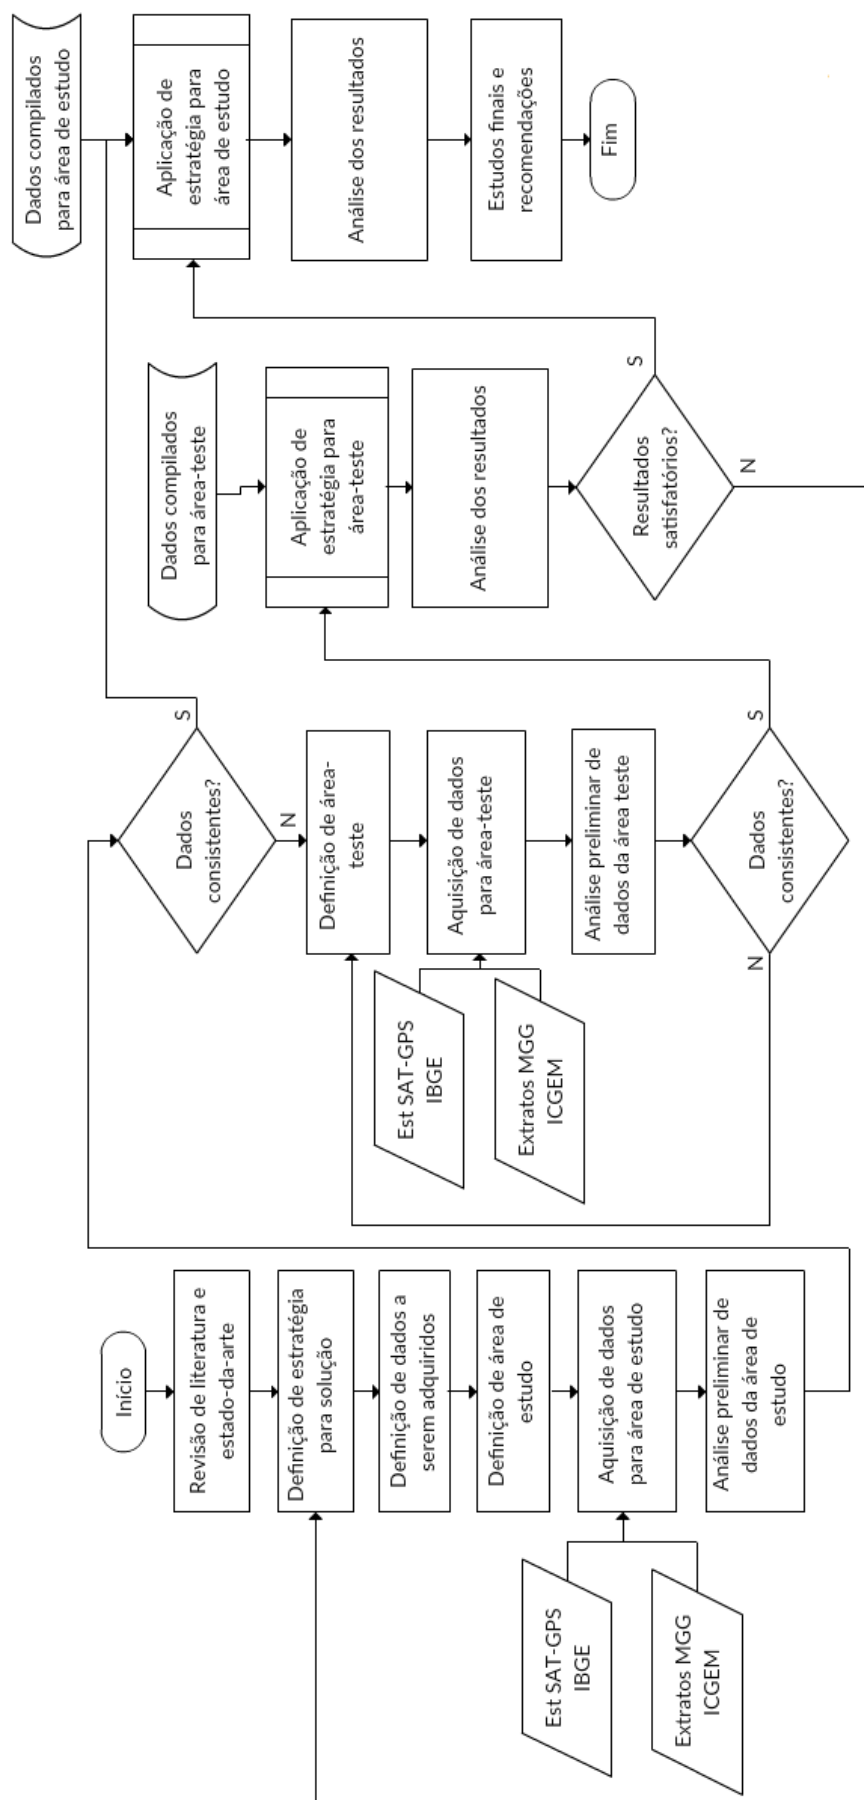 Início
Revisão de literatura e
estado-da-arte
Definição de estratégia
para solução
Definição de dados a
serem adquiridos
Definição de área de
estudo
Aquisição de dados
para área de estudo
Est SAT-GPS
IBGE
Extratos MGG
ICGEM
Análise preliminar de
dados da área de
estudo
Dados
consistentes?
S
N
Definição de área-
teste
Aquisição de dados
para área-teste
Est SAT-GPS
IBGE
Extratos MGG
ICGEM
Análise preliminar de
dados da área teste
Dados
consistentes?
N
S
Dados compilados
para área-teste
Aplicação de
estratégia para
área-teste
Análise dos resultados
Resultados
satisfatórios?
S
N
Dados compilados
para área de estudo
Aplicação de
estratégia para
área de estudo
Análise dos resultados
Estudos finais e
recomendações
Fim